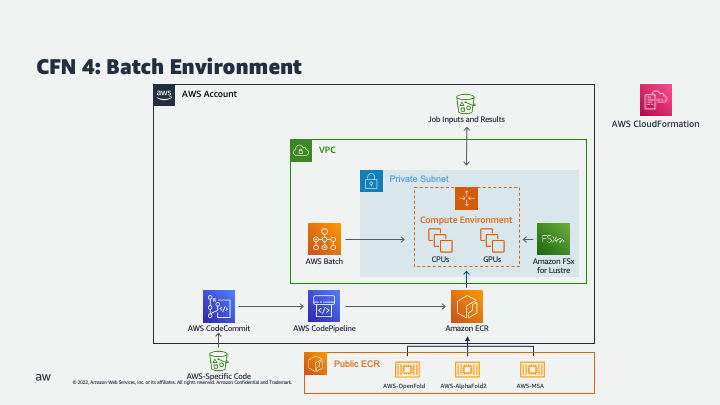 CFN 4: Batch Environment
aws
AWS Account
Job Inputs and Results
AWS CloudFormation
VPC
Private Subnet
Compute Environment
CPUs
GPUs
AWS Batch
FSx
Amazon FSx
for Lustre
AWS CodeCommit
AWS CodePipeline
Amazon ECR
AWS-Specific Code
Public ECR
AWS-OpenFold
AWS-AlphaFold2
AWS-MSA
aw
© 2022, Amazon Web Services, Inc. or its affiliates. All rights reserved. Amazon Confidential and Trademark.